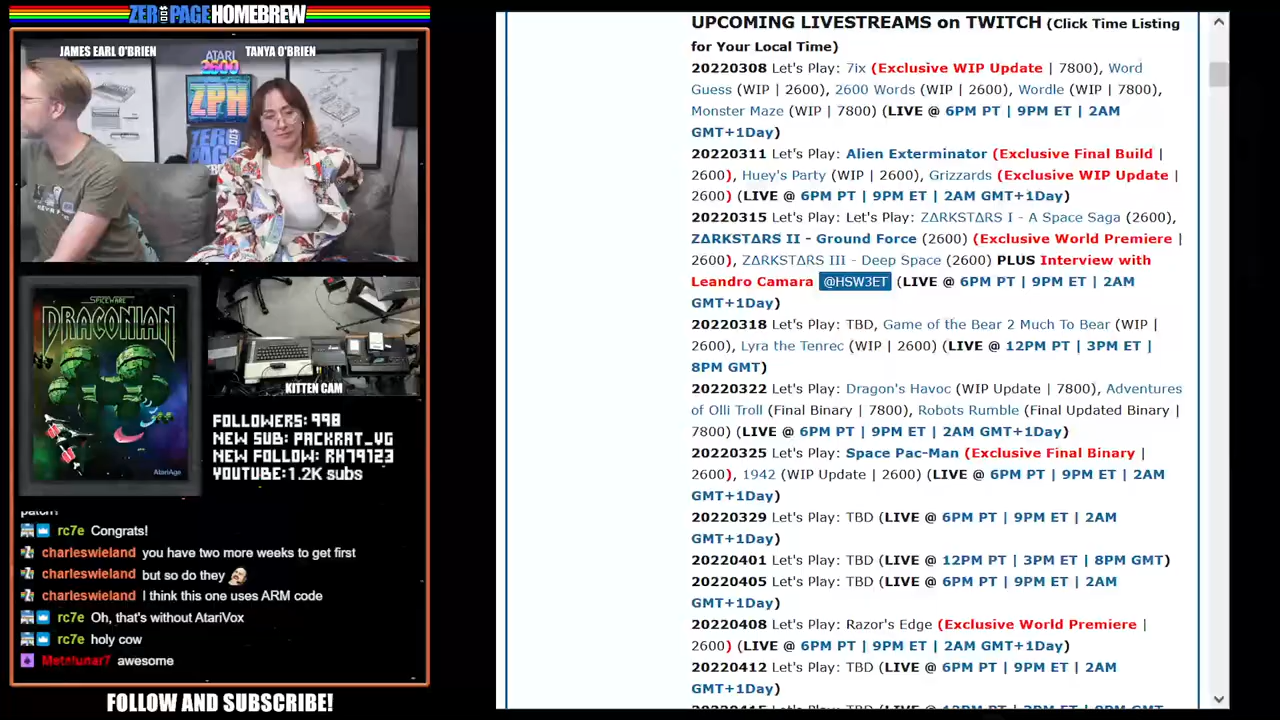 ZERO PAGE HOMEBREW
JAMES EARL O'BRIEN
TANYA O'BRIEN
ATARI
2600
ZPH
SPICEWARE
DRACONIAN
AtariAge
KITTEN CAM
FOLLOWERS: 998
NEW SUB: PACKRAT_VG
NEW FOLLOW: RH79123
YOUTUBE:1.2K subs
rc7e Congrats!
charleswieland you have two more weeks to get first
charleswieland but so do they
charleswieland I think this one uses ARM code
rc7e Oh, that's without AtariVox
rc7e holy cow
Metalunar7 awesome
FOLLOW AND SUBSCRIBE!
UPCOMING LIVESTREAMS on TWITCH (Click Time Listing
for Your Local Time)
20220308 Let's Play: 7ix (Exclusive WIP Update | 7800), Word
Guess (WIP | 2600), 2600 Words (WIP | 2600), Wordle (WIP | 7800),
Monster Maze (WIP | 7800) (LIVE @ 6PM PT | 9PM ET | 2AM
GMT+1Day)
20220311 Let's Play: Alien Exterminator (Exclusive Final Build |
2600), Huey's Party (WIP | 2600), Grizzards (Exclusive WIP Update |
2600) (LIVE @ 6PM PT | 9PM ET | 2AM GMT+1Day)
20220315 Let's Play: Let's Play: ZΔRKSTΔRS I - A Space Saga (2600),
ZΔRKSTΔRS II - Ground Force (2600) (Exclusive World Premiere |
2600), ZΔRKSTΔRS III - Deep Space (2600) PLUS Interview with
Leandro Camara @HSW3ET (LIVE @ 6PM PT | 9PM ET | 2AM
GMT+1Day)
20220318 Let's Play: TBD, Game of the Bear 2 Much To Bear (WIP |
2600), Lyra the Tenrec (WIP | 2600) (LIVE @ 12PM PT | 3PM ET |
8PM GMT)
20220322 Let's Play: Dragon's Havoc (WIP Update | 7800), Adventures
of Olli Troll (Final Binary | 7800), Robots Rumble (Final Updated Binary |
7800) (LIVE @ 6PM PT | 9PM ET | 2AM GMT+1Day)
20220325 Let's Play: Space Pac-Man (Exclusive Final Binary |
2600), 1942 (WIP Update | 2600) (LIVE @ 6PM PT | 9PM ET | 2AM
GMT+1Day)
20220329 Let's Play: TBD (LIVE @ 6PM PT | 9PM ET | 2AM
GMT+1Day)
20220401 Let's Play: TBD (LIVE @ 12PM PT | 3PM ET | 8PM GMT)
20220405 Let's Play: TBD (LIVE @ 6PM PT | 9PM ET | 2AM
GMT+1Day)
20220408 Let's Play: Razor's Edge (Exclusive World Premiere |
2600) (LIVE @ 6PM PT | 9PM ET | 2AM GMT+1Day)
20220412 Let's Play: TBD (LIVE @ 6PM PT | 9PM ET | 2AM
GMT+1Day)